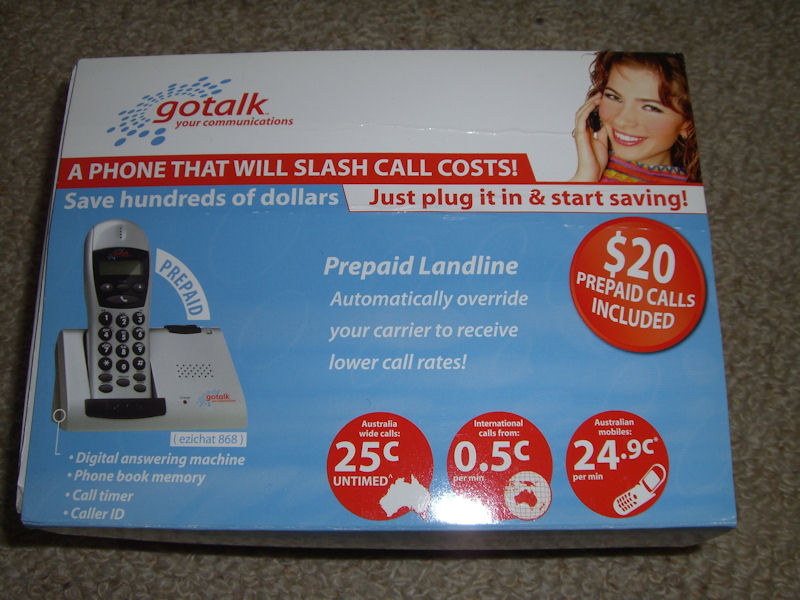 gotalk™
your communications
A PHONE THAT WILL SLASH CALL COSTS!
Save hundreds of dollars
Just plug it in & start saving!
PREPAID
Prepaid Landline
Automatically override
your carrier to receive
lower call rates!
$20
PREPAID CALLS
INCLUDED
gotalk
( ezichat 868 )
• Digital answering machine
• Phone book memory
• Call timer
• Caller ID
Australia
wide calls:
25c
UNTIMED^
International
calls from:
0.5c
per min
Australian
mobiles:
24.9c*
per min